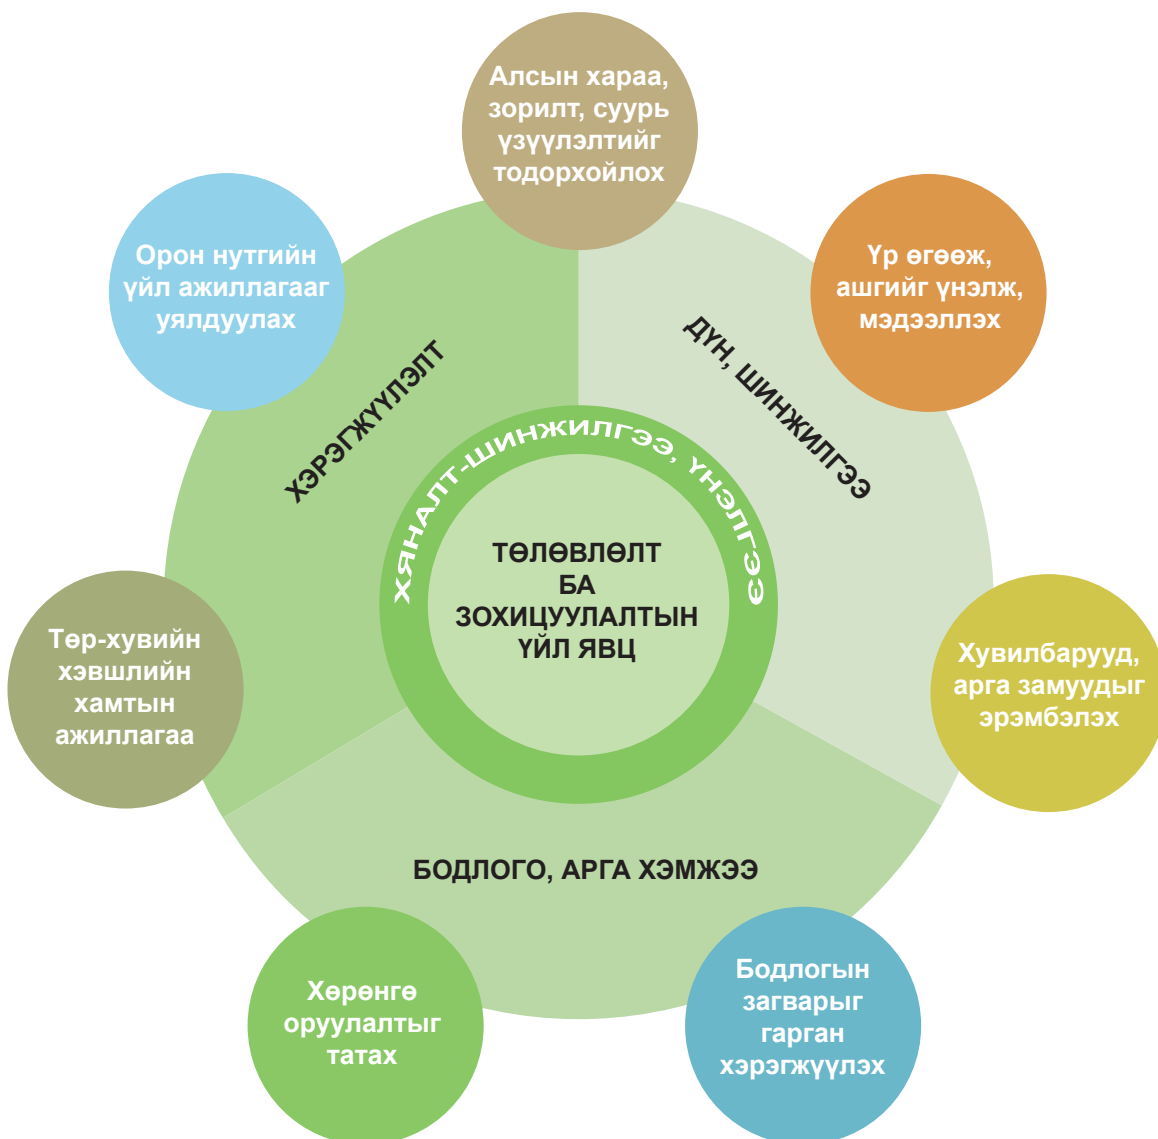 Алсын хараа,
зорилт, суурь
үзүүлэлтийг
тодорхойлох
Орон нутгийн
үйл ажиллагааг
уялдуулах
Үр өгөөж,
ашгийг үнэлж,
мэдээллэх
ХЭРЭГЖҮҮЛЭЛТ
ДҮН, ШИНЖИЛГЭЭ
ХЯНАЛТ-ШИНЖИЛГЭЭ, ҮНЭЛГЭЭ
ТӨЛӨВЛӨЛТ
БА
ЗОХИЦУУЛАЛТЫН
ҮЙЛ ЯВЦ
Төр-хувийн
хэвшлийн
хамтын
ажиллагаа
Хувилбарууд,
арга замуудыг
эрэмбэлэх
БОДЛОГО, АРГА ХЭМЖЭЭ
Хөрөнгө
оруулалтыг
татах
Бодлогын
загварыг
гарган
хэрэгжүүлэх